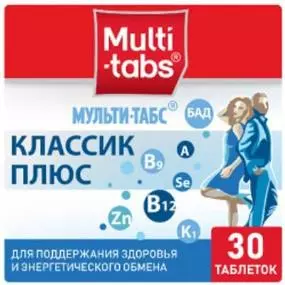 Multi
-tabs®
МУЛЬТИ-ТАБС®
БАД
КЛАССИК
ПЛЮС
B9
A
Se
B12
Zn
K1
ДЛЯ ПОДДЕРЖАНИЯ ЗДОРОВЬЯ
И ЭНЕРГЕТИЧЕСКОГО ОБМЕНА
30
ТАБЛЕТОК